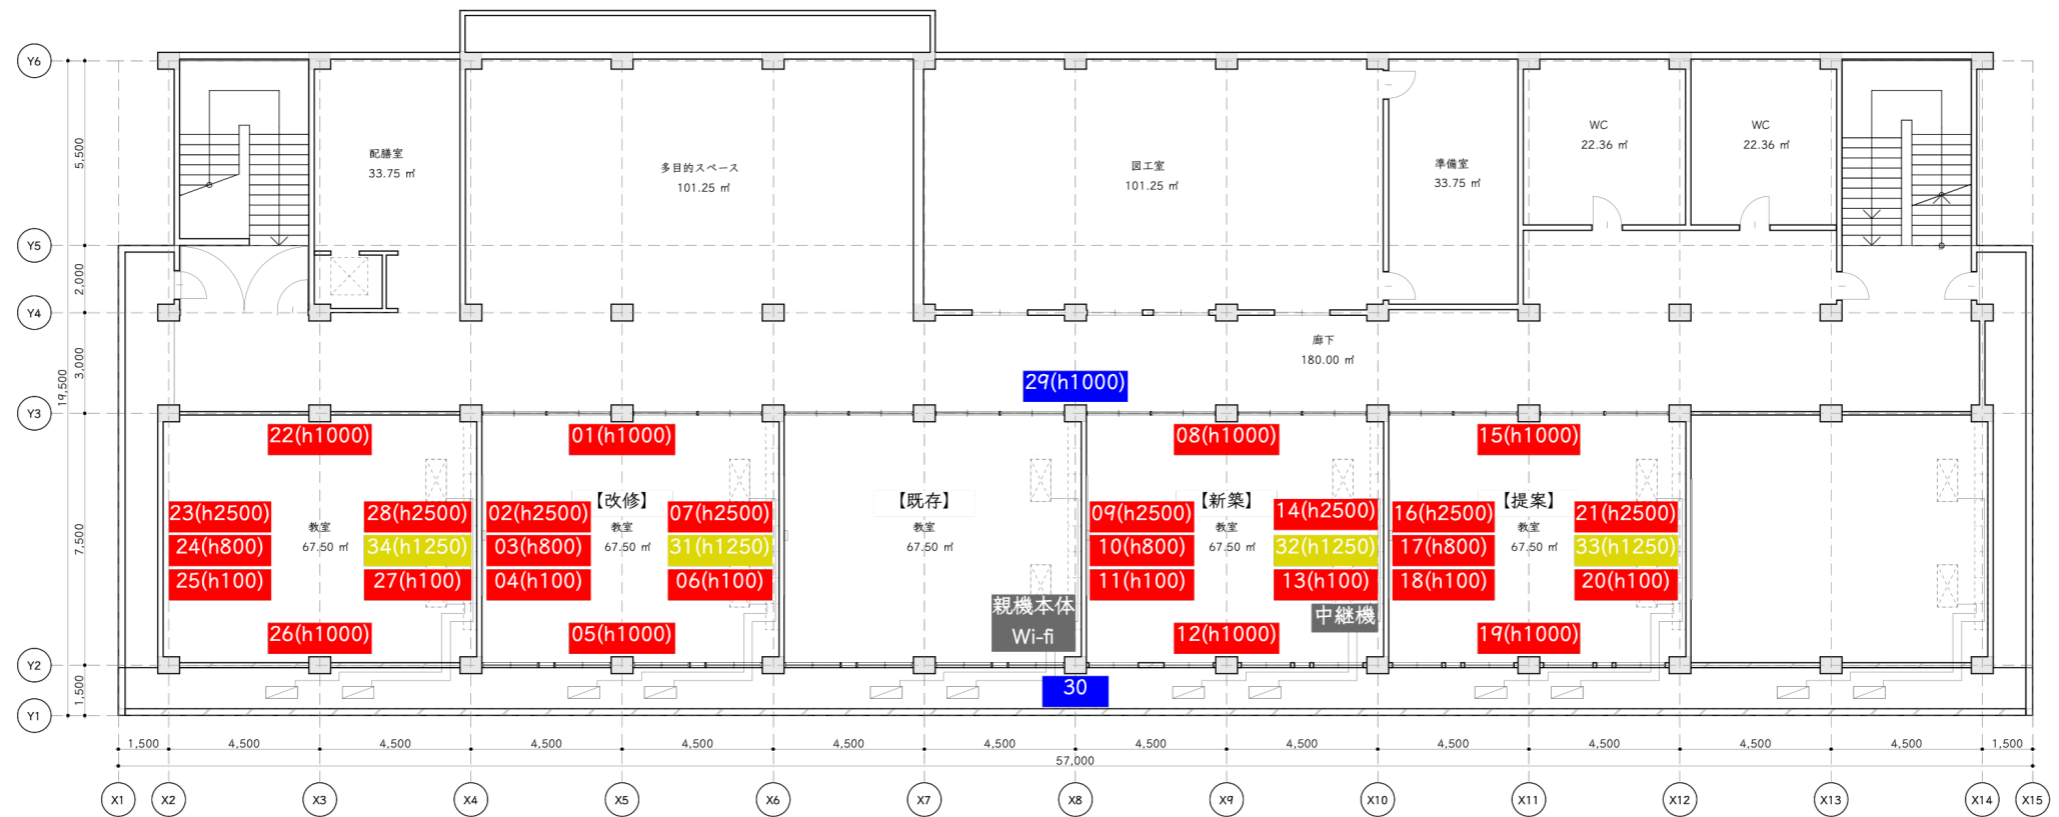 Y6
Y5
Y4
Y3
Y2
Y1
5,500
2,000
3,000
19,500
7,500
1,500
配膳室
33.75 ㎡
多目的スペース
101.25 ㎡
図工室
101.25 ㎡
準備室
33.75 ㎡
WC
22.36 ㎡
WC
22.36 ㎡
廊下
180.00 ㎡
29(h1000)
22(h1000)
23(h2500)
24(h800)
25(h100)
教室
67.50 ㎡
28(h2500)
34(h1250)
27(h100)
26(h1000)
01(h1000)
【改修】
02(h2500)
03(h800)
04(h100)
教室
67.50 ㎡
07(h2500)
31(h1250)
06(h100)
05(h1000)
【既存】
教室
67.50 ㎡
親機本体
Wi-fi
30
08(h1000)
【新築】
09(h2500)
10(h800)
11(h100)
教室
67.50 ㎡
14(h2500)
32(h1250)
13(h100)
中継機
12(h1000)
15(h1000)
【提案】
16(h2500)
17(h800)
18(h100)
教室
67.50 ㎡
21(h2500)
33(h1250)
20(h100)
19(h1000)
1,500 4,500 4,500 4,500 4,500 4,500 4,500 4,500 4,500 4,500 4,500 4,500 4,500 1,500
57,000
X1 X2 X3 X4 X5 X6 X7 X8 X9 X10 X11 X12 X13 X14 X15